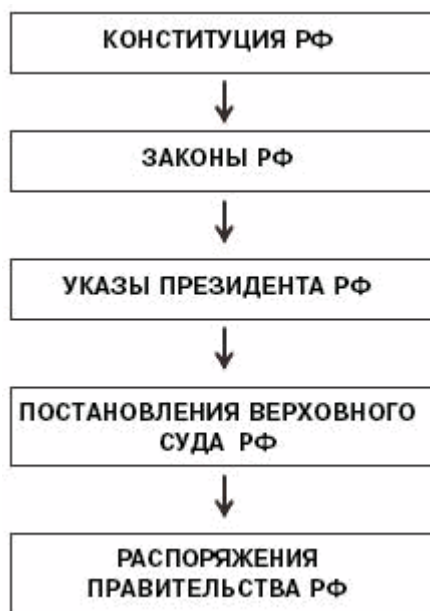 КОНСТИТУЦИЯ РФ
ЗАКОНЫ РФ
УКАЗЫ ПРЕЗИДЕНТА РФ
ПОСТАНОВЛЕНИЯ ВЕРХОВНОГО
СУДА РФ
РАСПОРЯЖЕНИЯ
ПРАВИТЕЛЬСТВА РФ